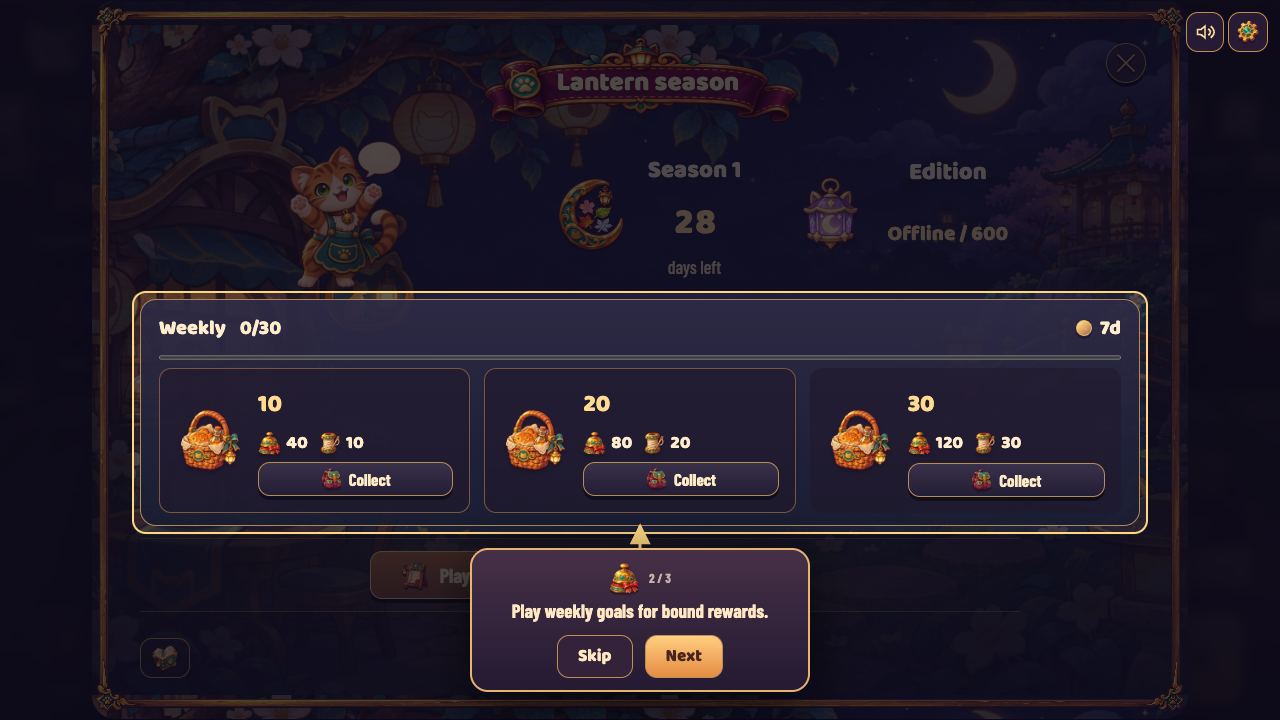 Lantern season
Season 1
28
days left
Edition
Offline / 600
Weekly 0/30
7d
10
40 10
Collect
20
80 20
Collect
30
120 30
Collect
Play
2 / 3
Play weekly goals for bound rewards.
Skip
Next